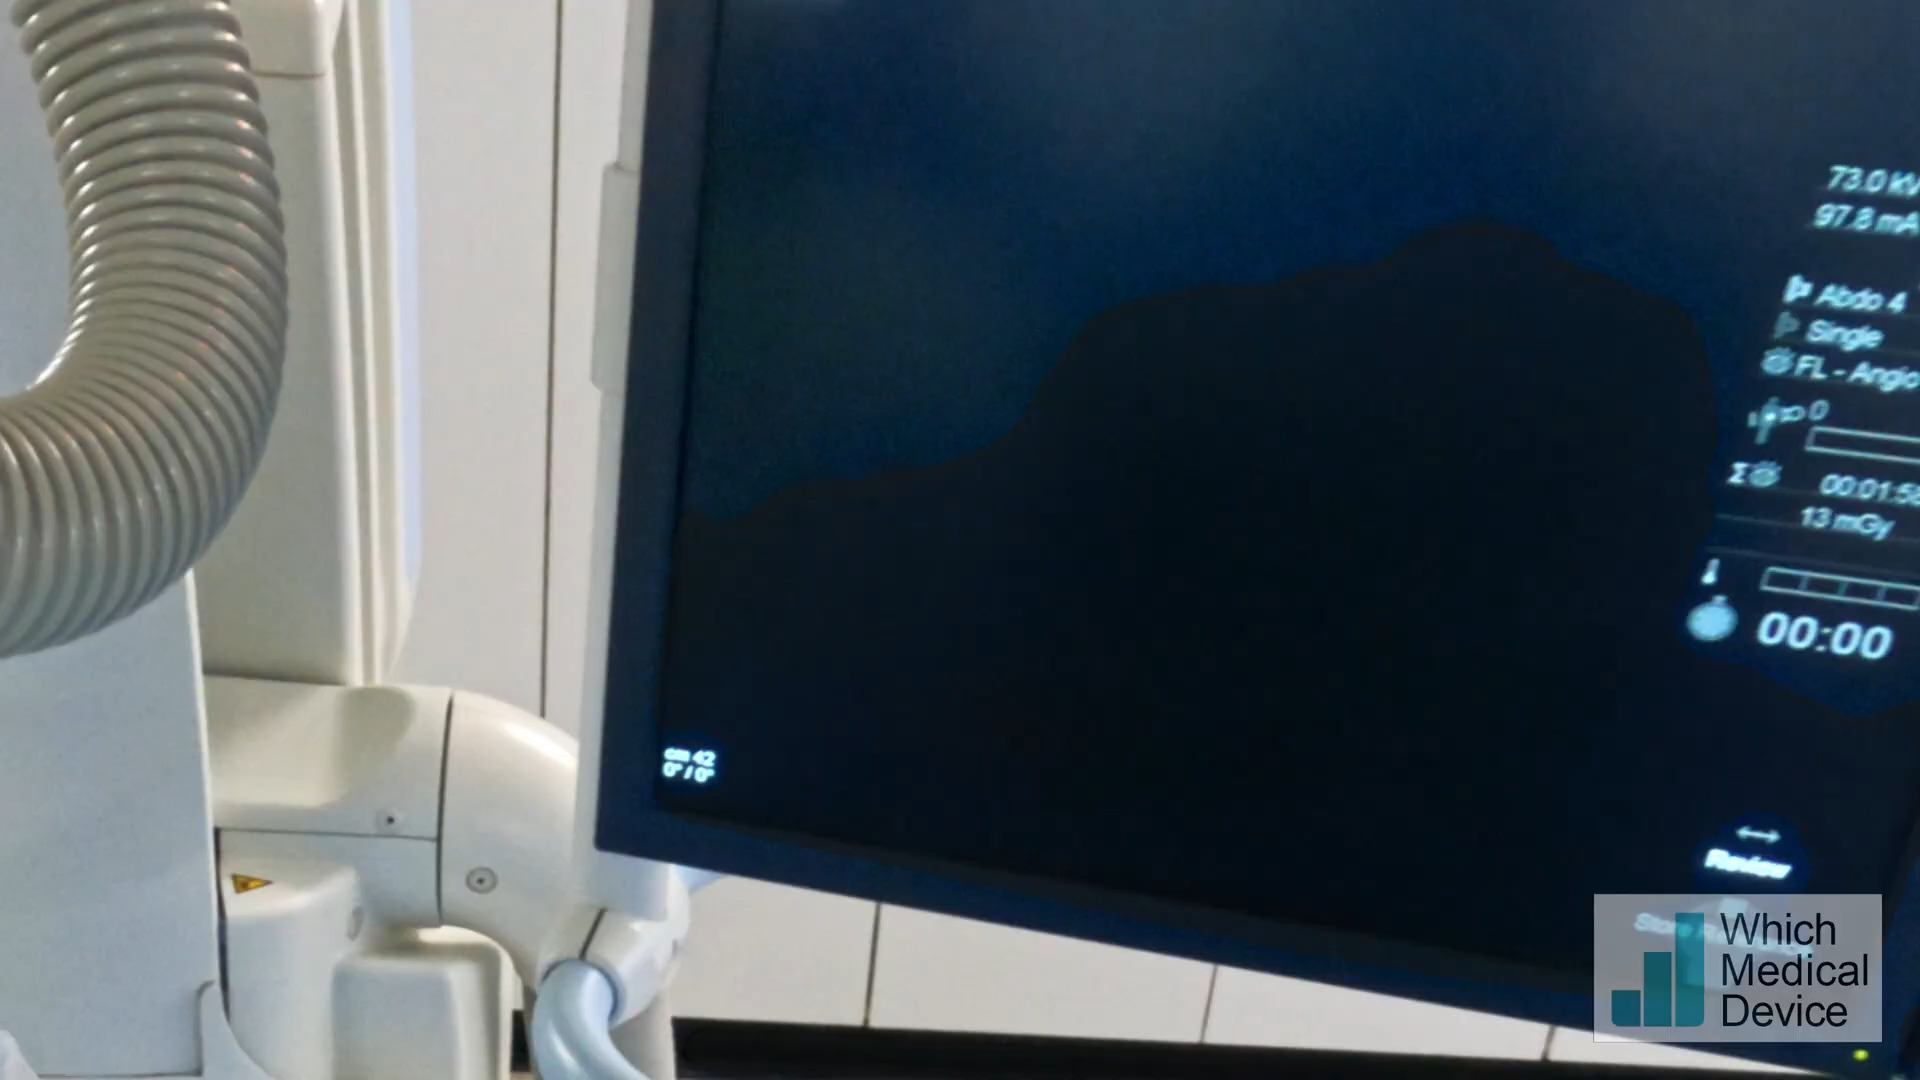 73.0 kV
97.8 mA
Abdo 4
Single
FL - Angio
0
00:01:58
13 mGy
00:00
cm 42
0° / 0°
Review
Which
Medical
Device